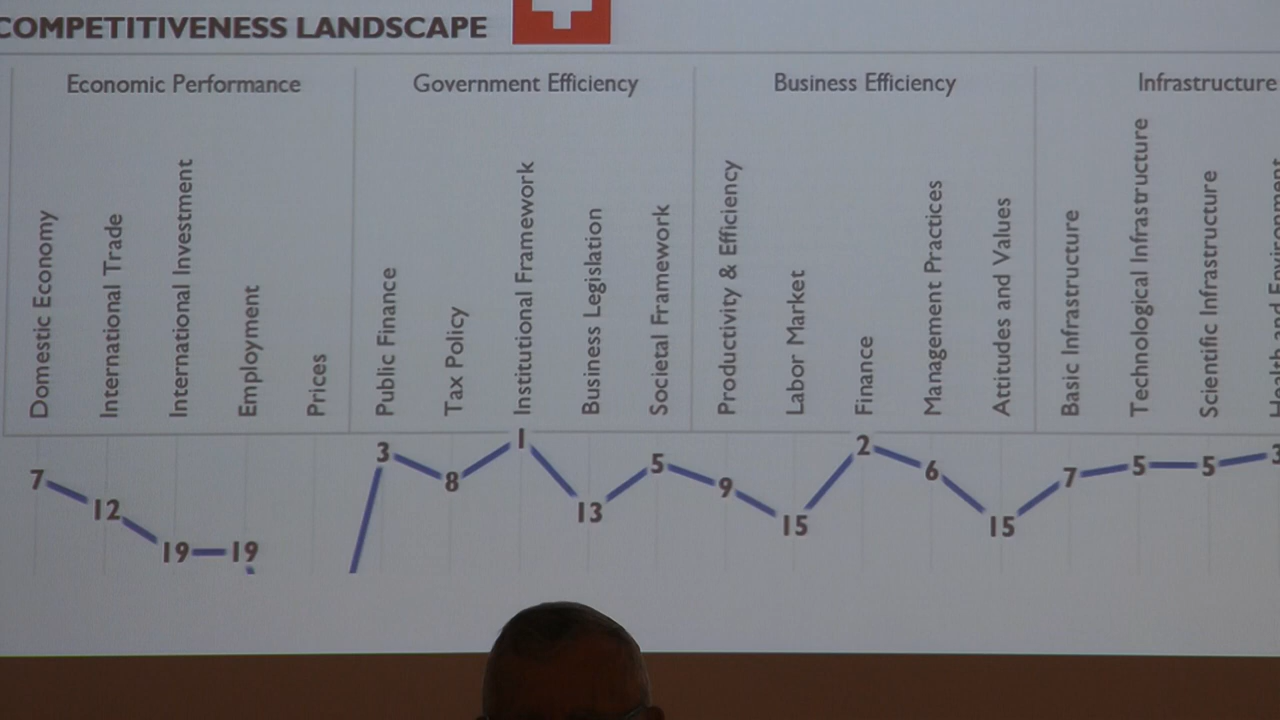 COMPETITIVENESS LANDSCAPE
Economic Performance
Government Efficiency
Business Efficiency
Infrastructure
Domestic Economy
International Trade
International Investment
Employment
Prices
Public Finance
Tax Policy
Institutional Framework
Business Legislation
Societal Framework
Productivity & Efficiency
Labor Market
Finance
Management Practices
Attitudes and Values
Basic Infrastructure
Technological Infrastructure
Scientific Infrastructure
7
12
19
19
3
8
1
13
5
9
15
2
6
15
7
5
5
3